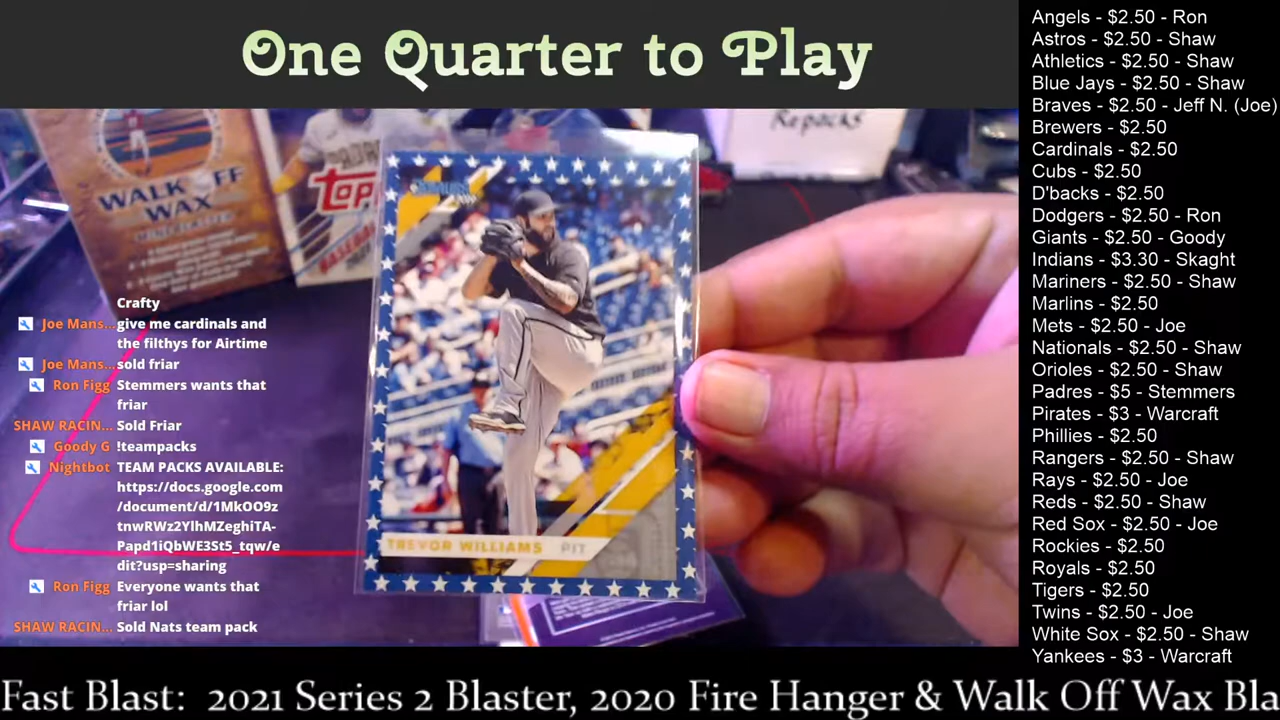 One Quarter to Play
Repacks
WALK OFF
WAX
TOP
DONRUSS
TREVOR WILLIAMS PIT
Crafty
Joe Mans... give me cardinals and
the filthys for Airtime
Joe Mans... sold friar
Ron Figg Stemmers wants that
friar
SHAW RACIN... Sold Friar
Goody G !teampacks
Nightbot TEAM PACKS AVAILABLE:
https://docs.google.com
/document/d/1MkOO9z
tnwRWz2YlhMZeghiTA-
Papd1iQbWE3St5_tqw/e
dit?usp=sharing
Ron Figg Everyone wants that
friar lol
SHAW RACIN... Sold Nats team pack
Angels - $2.50 - Ron
Astros - $2.50 - Shaw
Athletics - $2.50 - Shaw
Blue Jays - $2.50 - Shaw
Braves - $2.50 - Jeff N. (Joe)
Brewers - $2.50
Cardinals - $2.50
Cubs - $2.50
D'backs - $2.50
Dodgers - $2.50 - Ron
Giants - $2.50 - Goody
Indians - $3.30 - Skaght
Mariners - $2.50 - Shaw
Marlins - $2.50
Mets - $2.50 - Joe
Nationals - $2.50 - Shaw
Orioles - $2.50 - Shaw
Padres - $5 - Stemmers
Pirates - $3 - Warcraft
Phillies - $2.50
Rangers - $2.50 - Shaw
Rays - $2.50 - Joe
Reds - $2.50 - Shaw
Red Sox - $2.50 - Joe
Rockies - $2.50
Royals - $2.50
Tigers - $2.50
Twins - $2.50 - Joe
White Sox - $2.50 - Shaw
Yankees - $3 - Warcraft
Fast Blast: 2021 Series 2 Blaster, 2020 Fire Hanger & Walk Off Wax Bla